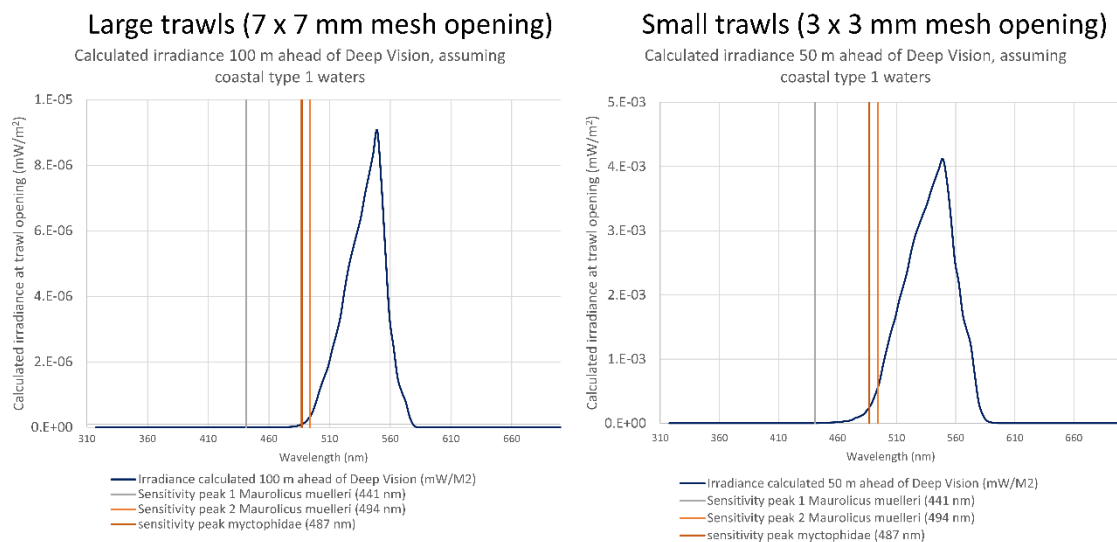 Large trawls (7 x 7 mm mesh opening)
Calculated irradiance 100 m ahead of Deep Vision, assuming
coastal type 1 waters
Calculated irradiance at trawl opening (mW/m²)
1.E-05
8.E-06
6.E-06
4.E-06
2.E-06
0.E+00
310 360 410 460 510 560 610 660
Wavelength (nm)
Irradiance calculated 100 m ahead of Deep Vision (mW/M2)
Sensitivity peak 1 Maurolicus muelleri (441 nm)
Sensitivity peak 2 Maurolicus muelleri (494 nm)
sensitivity peak myctophidae (487 nm)
Small trawls (3 x 3 mm mesh opening)
Calculated irradiance 50 m ahead of Deep Vision, assuming
coastal type 1 waters
Calculated irradiance at trawl opening (mW/m²)
5.E-03
4.E-03
3.E-03
2.E-03
1.E-03
0.E+00
310 360 410 460 510 560 610 660
Wavelength (nm)
Irradiance calculated 50 m ahead of Deep Vision (mW/M2)
Sensitivity peak 1 Maurolicus muelleri (441 nm)
Sensitivity peak 2 Maurolicus muelleri (494 nm)
sensitivity peak myctophidae (487 nm)